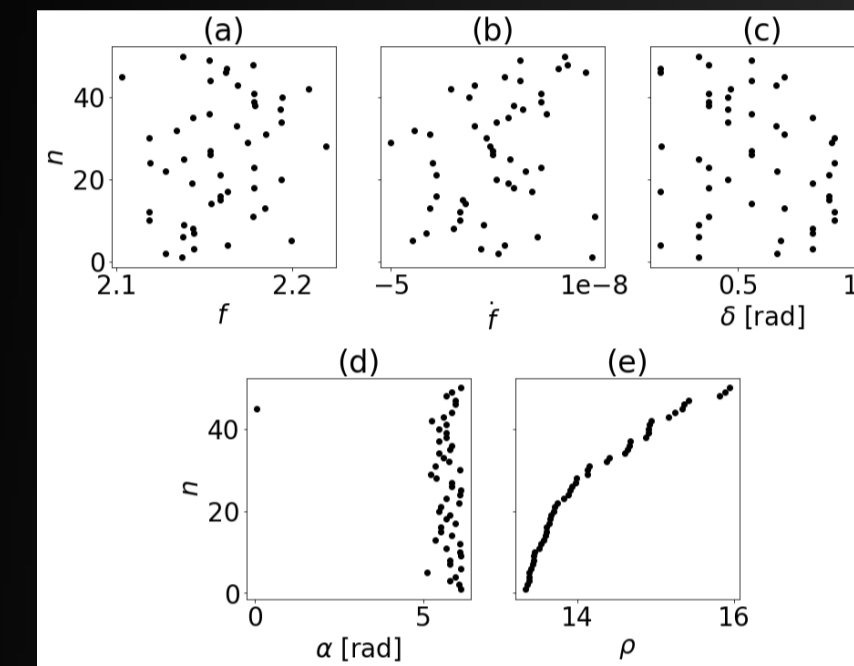 (a) (b) (c)
n
40
20
0
2.1 2.2 −5 1e−8 0.5 1
f ḟ δ [rad]
(d) (e)
n
40
20
0
0 5 14 16
α [rad] ρ